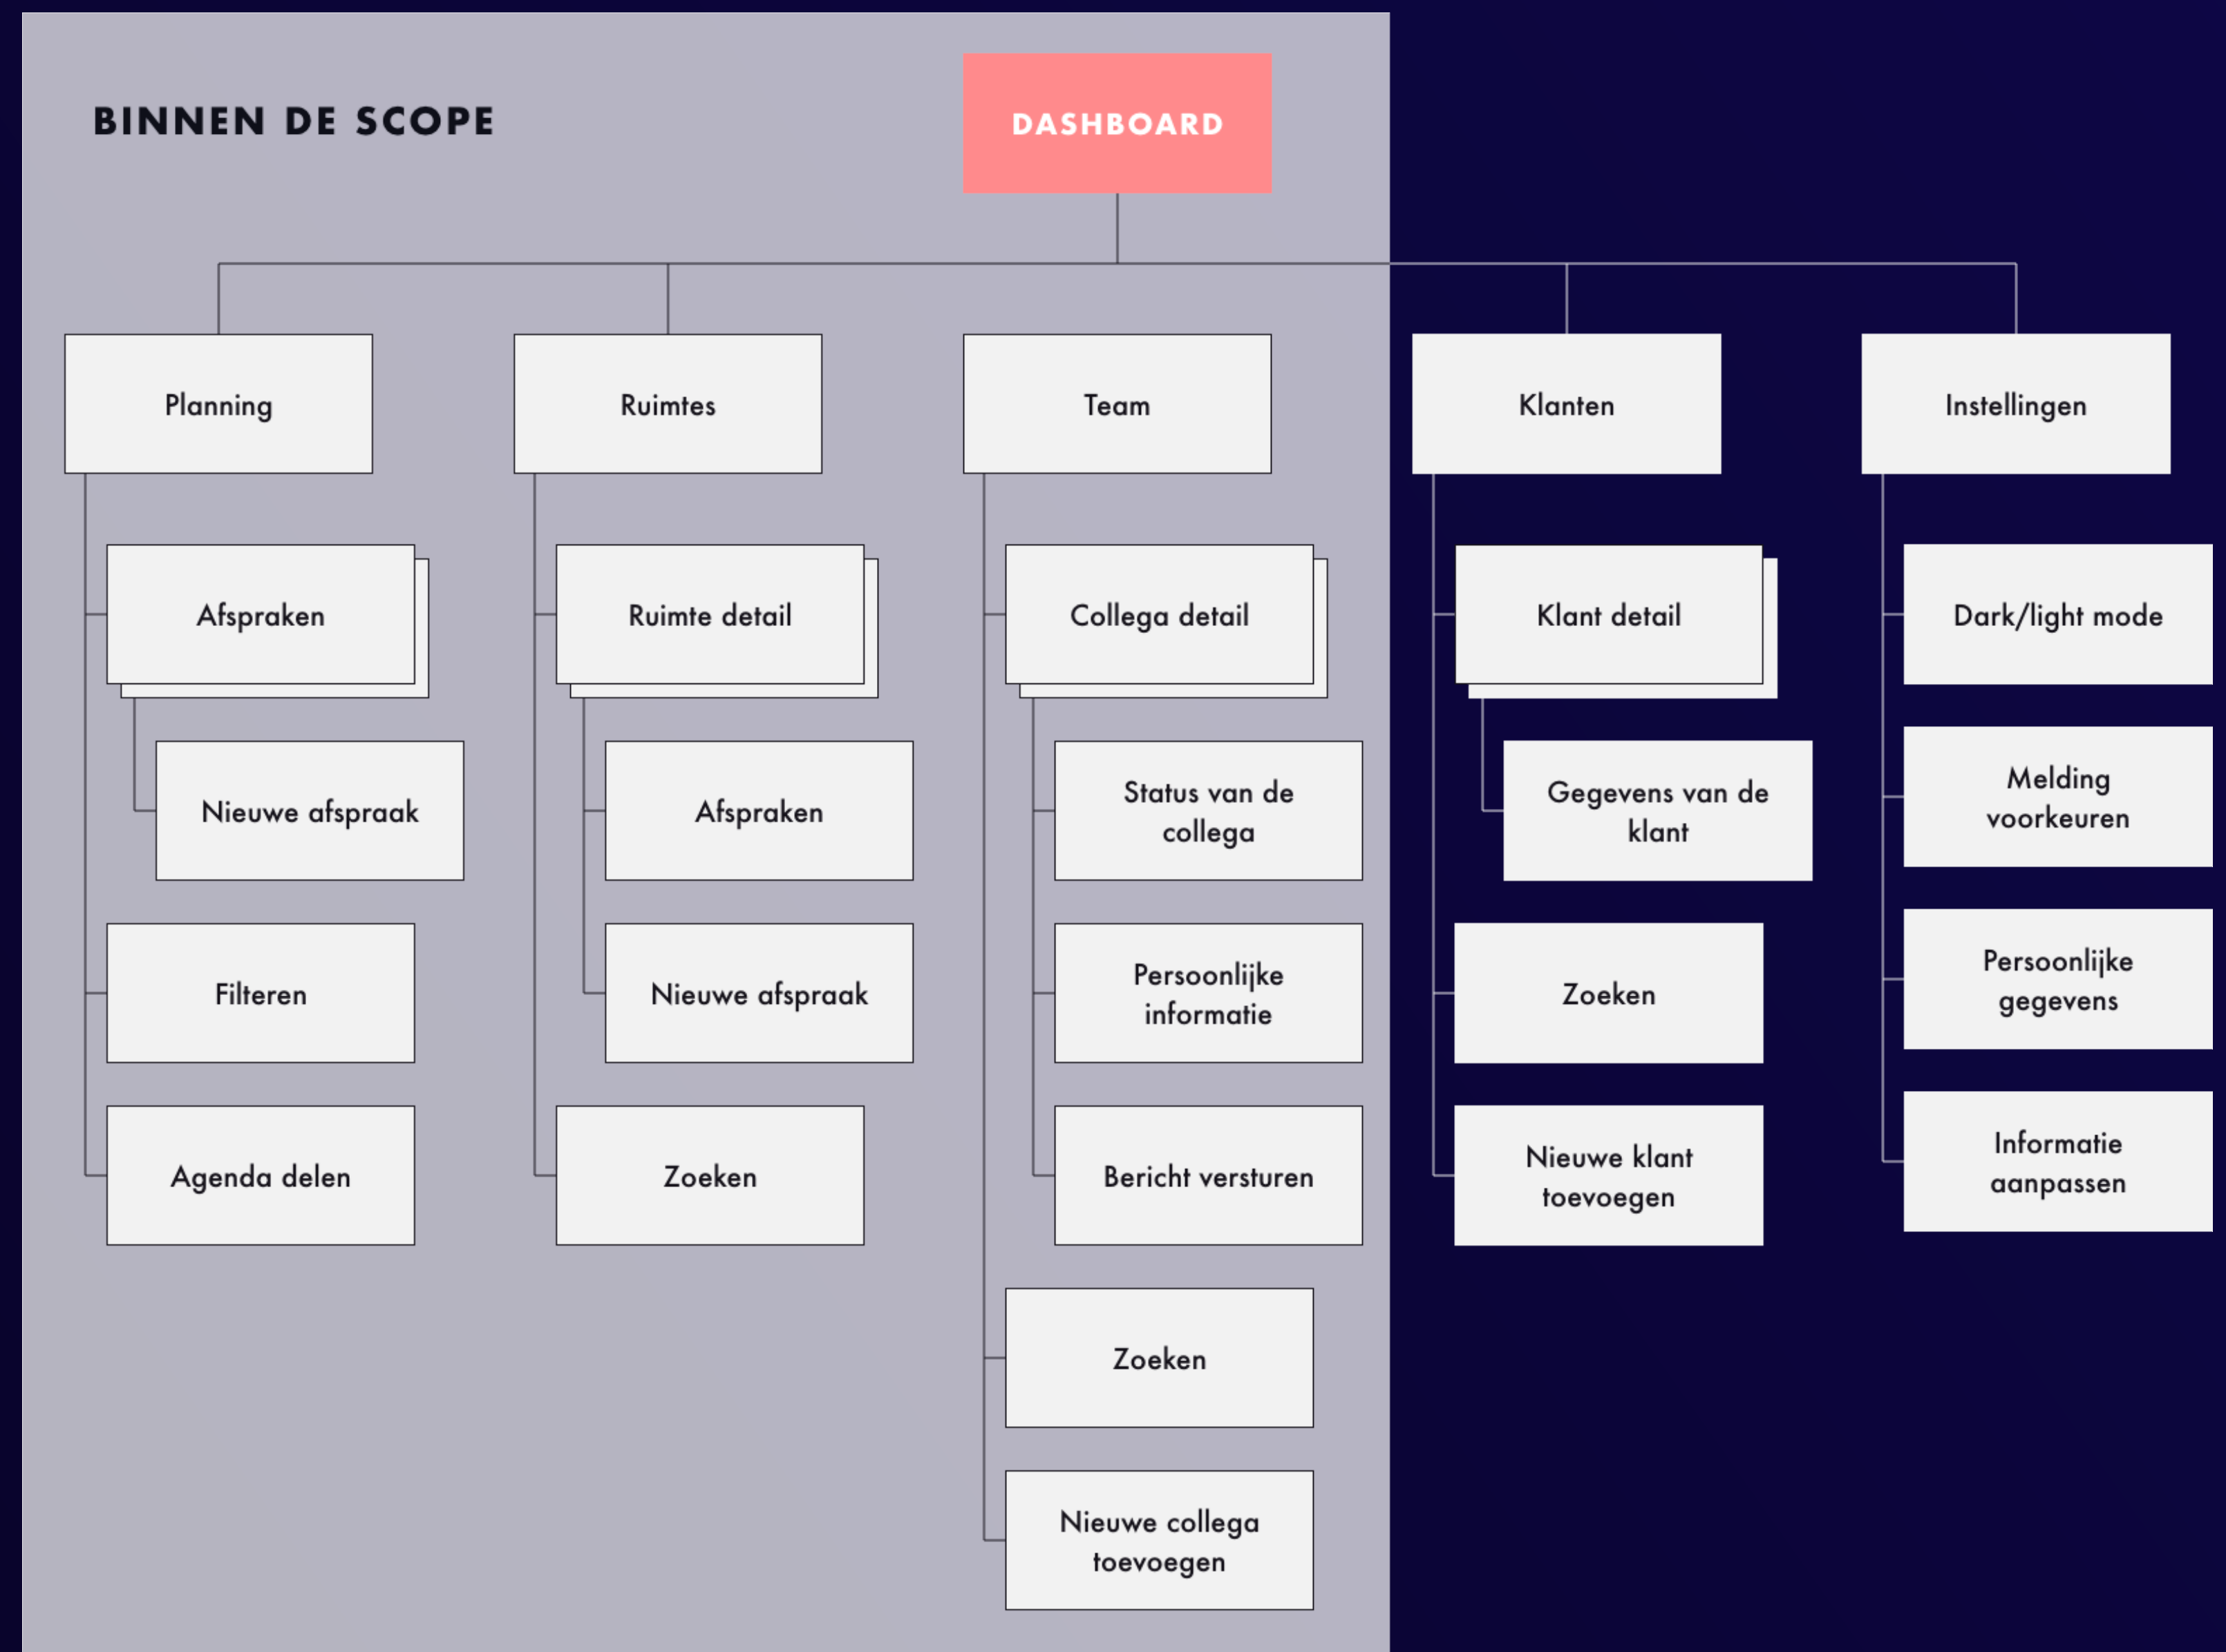 BINNEN DE SCOPE
DASHBOARD
Planning
Ruimtes
Team
Klanten
Instellingen
Afspraken
Ruimte detail
Collega detail
Klant detail
Dark/light mode
Nieuwe afspraak
Afspraken
Status van de
collega
Gegevens van de
klant
Melding
voorkeuren
Filteren
Nieuwe afspraak
Persoonlijke
informatie
Zoeken
Persoonlijke
gegevens
Agenda delen
Zoeken
Bericht versturen
Nieuwe klant
toevoegen
Informatie
aanpassen
Zoeken
Nieuwe collega
toevoegen